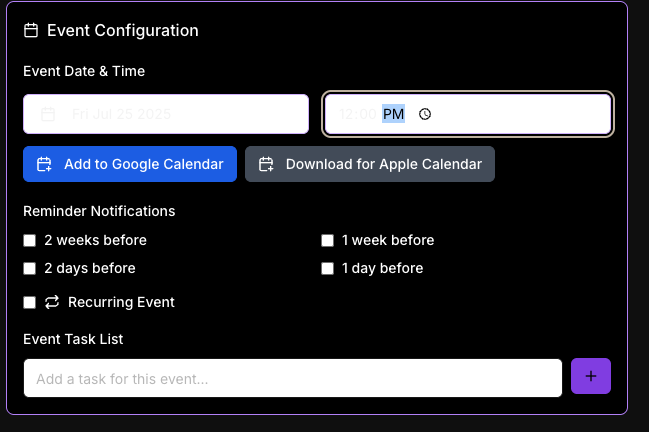 Event Configuration
Event Date & Time
Fri Jul 25 2025
12:00 PM
Add to Google Calendar
Download for Apple Calendar
Reminder Notifications
2 weeks before
1 week before
2 days before
1 day before
Recurring Event
Event Task List
Add a task for this event...
+